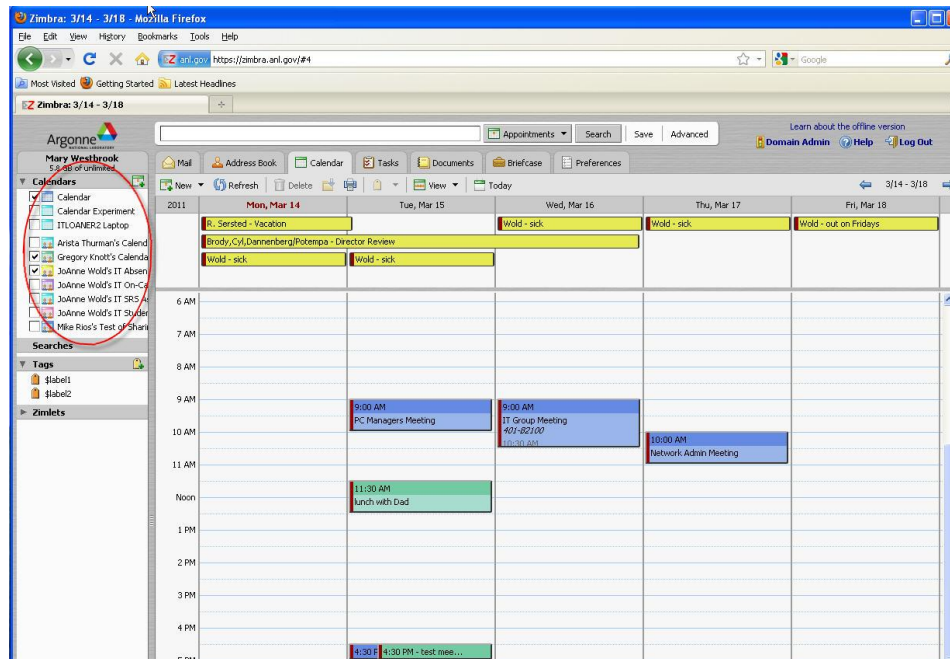 Zimbra: 3/14 - 3/18 - Mozilla Firefox
File Edit View History Bookmarks Tools Help
anl.gov https://zimbra.anl.gov/#4
Google
Most Visited Getting Started Latest Headlines
Zimbra: 3/14 - 3/18
Learn about the offline version
Argonne
NATIONAL LABORATORY
Appointments Search Save Advanced
Domain Admin Help Log Out
Mary Westbrook
5.8 GB of unlimited
Mail Address Book Calendar Tasks Documents Briefcase Preferences
Calendars
New Refresh Delete View Today 3/14 - 3/18
Calendar
Calendar Experiment
ITLOANER2 Laptop
Arista Thurman's Calend
Gregory Knott's Calenda
JoAnne Wold's IT Absen
JoAnne Wold's IT On-Ca
JoAnne Wold's IT SRS As
JoAnne Wold's IT Studen
Mike Rios's Test of Sharin
Searches
Tags
$label1
$label2
Zimlets
2011 Mon, Mar 14 Tue, Mar 15 Wed, Mar 16 Thu, Mar 17 Fri, Mar 18
R. Sersted - Vacation Wold - sick Wold - sick Wold - out on Fridays
Brody,Cyl,Dannenberg/Potempa - Director Review
Wold - sick Wold - sick
6 AM
7 AM
8 AM
9 AM
9:00 AM 9:00 AM
PC Managers Meeting IT Group Meeting
401-B2100
10 AM
10:30 AM 10:00 AM
Network Admin Meeting
11 AM
11:30 AM
Noon
lunch with Dad
1 PM
2 PM
3 PM
4 PM
4:30 P 4:30 PM - test mee...
5 PM